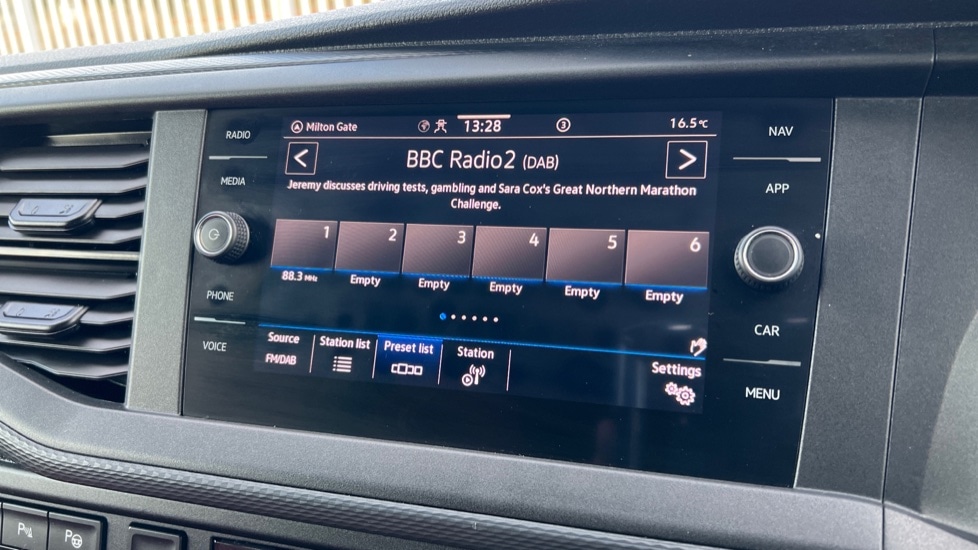 RADIO
MEDIA
PHONE
VOICE
Milton Gate
13:28
3
16.5°C
BBC Radio2 (DAB)
Jeremy discusses driving tests, gambling and Sara Cox's Great Northern Marathon
Challenge.
1 2 3 4 5 6
88.3 MHz Empty Empty Empty Empty Empty
Source Station list Preset list Station Settings
FM/DAB
NAV
APP
CAR
MENU
P
P